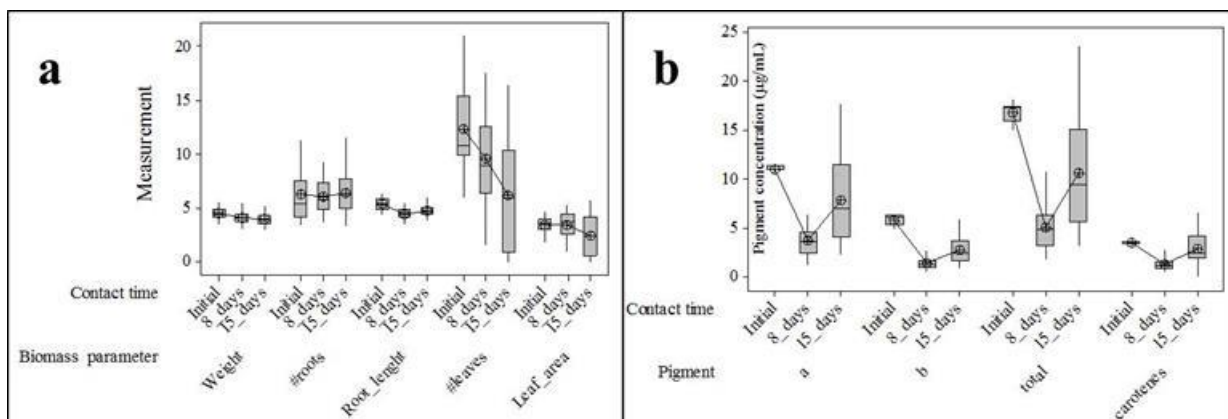 a
Measurement
20
15
10
5
0
Contact time
Initial 8_days 15_days Initial 8_days 15_days Initial 8_days 15_days Initial 8_days 15_days Initial 8_days 15_days
Biomass parameter
Weight #roots Root_lenght #leaves Leaf_area
b
Pigment concentration (µg/mL)
25
20
15
10
5
0
Contact time
Initial 8_days 15_days Initial 8_days 15_days Initial 8_days 15_days Initial 8_days 15_days
Pigment
a b total carotenes